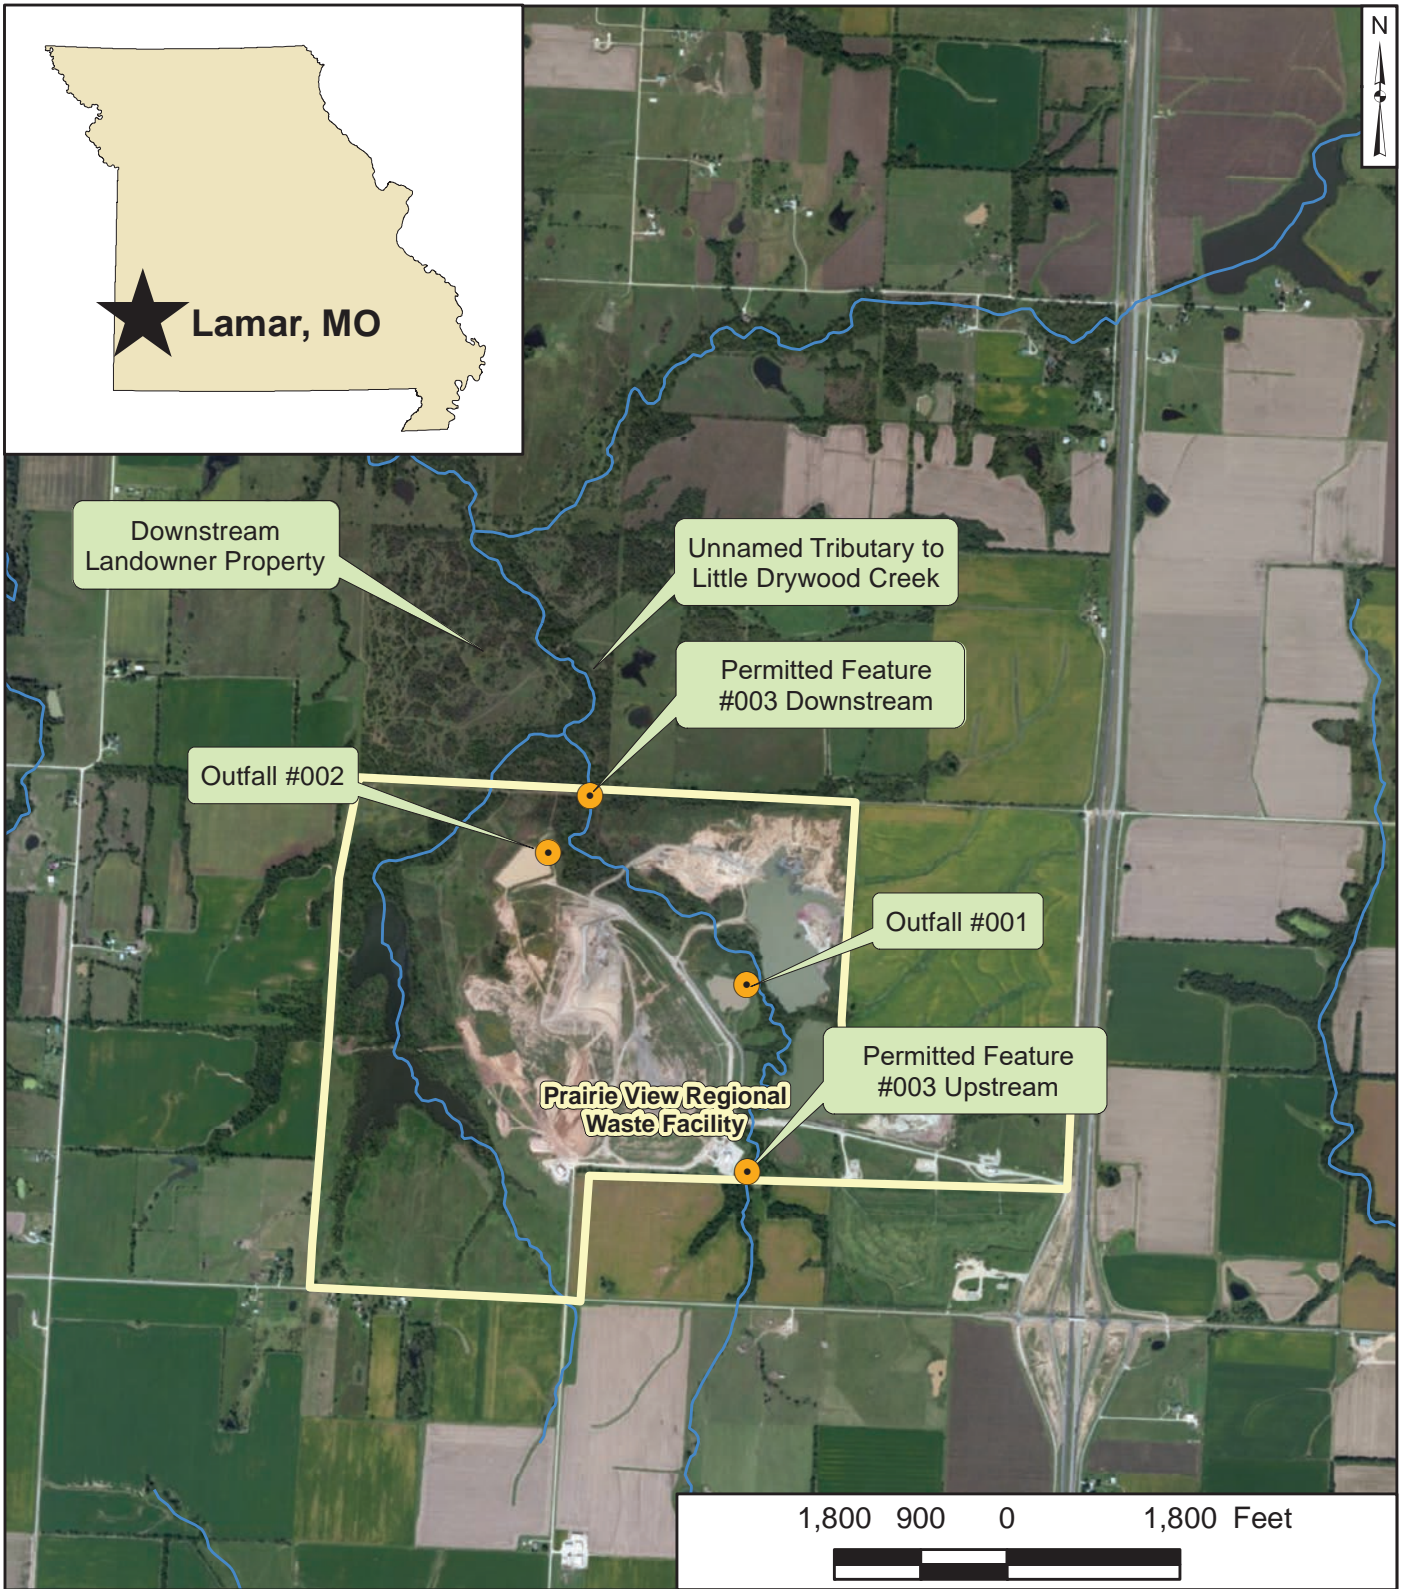 N
Lamar, MO
Downstream
Landowner Property
Unnamed Tributary to
Little Drywood Creek
Permitted Feature
#003 Downstream
Outfall #002
Outfall #001
Permitted Feature
#003 Upstream
Prairie View Regional
Waste Facility
1,800 900 0 1,800 Feet